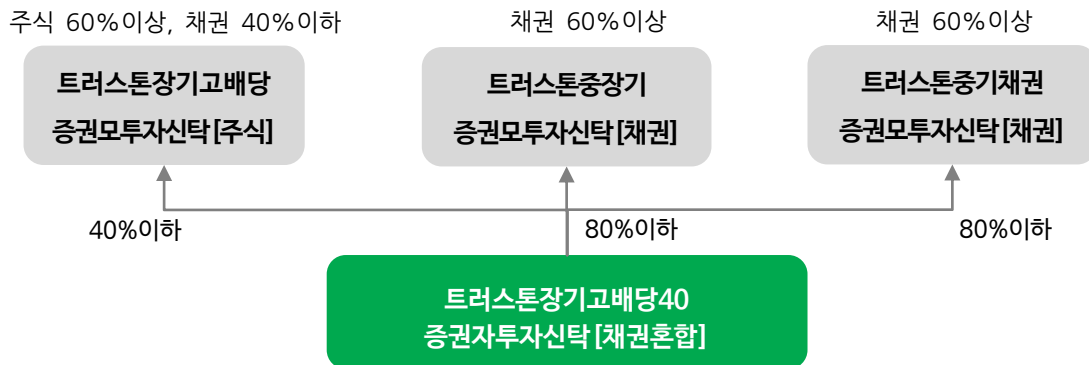 주식 60%이상, 채권 40%이하
채권 60%이상
채권 60%이상
트러스톤장기고배당
증권모투자신탁[주식]
트러스톤중장기
증권모투자신탁[채권]
트러스톤중기채권
증권모투자신탁[채권]
40%이하
80%이하
80%이하
트러스톤장기고배당40
증권자투자신탁[채권혼합]